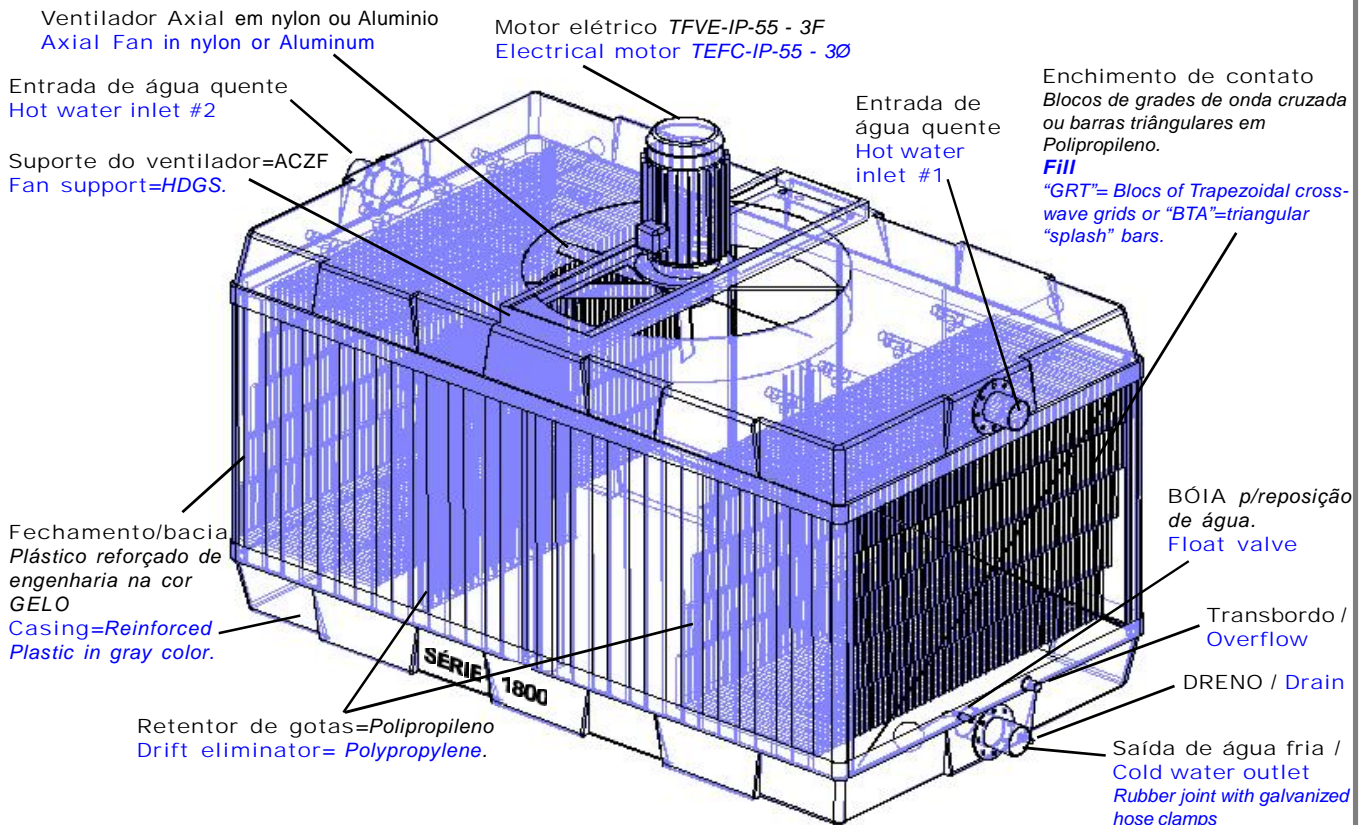 Ventilador Axial em nylon ou Aluminio
Axial Fan in nylon or Aluminum
Motor elétrico TFVE-IP-55 - 3F
Electrical motor TEFC-IP-55 - 3Ø
Entrada de água quente
Hot water inlet #2
Suporte do ventilador=ACZF
Fan support=HDGS.
Entrada de
água quente
Hot water
inlet #1
Enchimento de contato
Blocos de grades de onda cruzada
ou barras triângulares em
Polipropileno.
Fill
“GRT”= Blocs of Trapezoidal cross-
wave grids or “BTA”=triangular
“splash” bars.
Fechamento/bacia
Plástico reforçado de
engenharia na cor
GELO
Casing=Reinforced
Plastic in gray color.
SÉRIE 1800
Retentor de gotas=Polipropileno
Drift eliminator= Polypropylene.
BÓIA p/reposição
de água.
Float valve
Transbordo /
Overflow
DRENO / Drain
Saída de água fria /
Cold water outlet
Rubber joint with galvanized
hose clamps